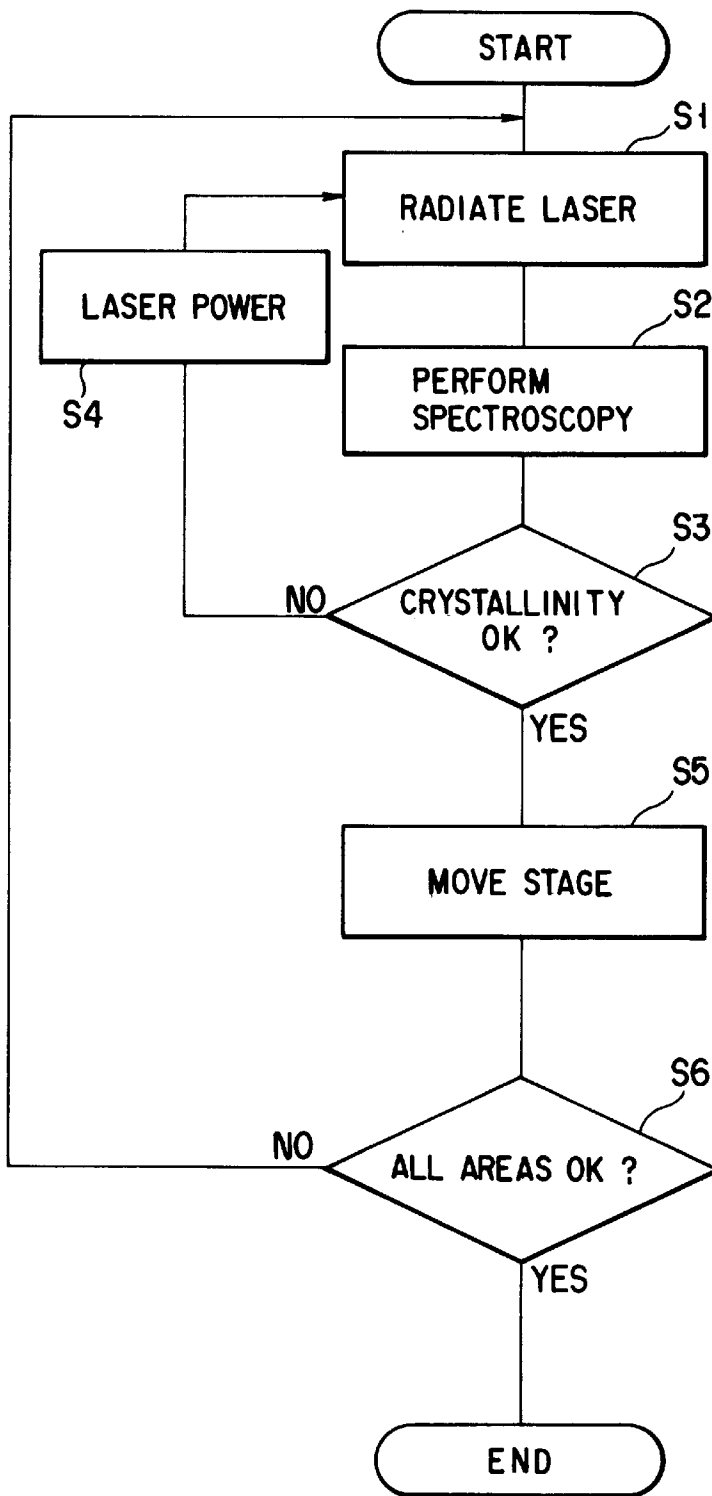 START
S1
RADIATE LASER
LASER POWER
S4
S2
PERFORM
SPECTROSCOPY
S3
NO
CRYSTALLINITY
OK ?
YES
S5
MOVE STAGE
S6
NO
ALL AREAS OK ?
YES
END